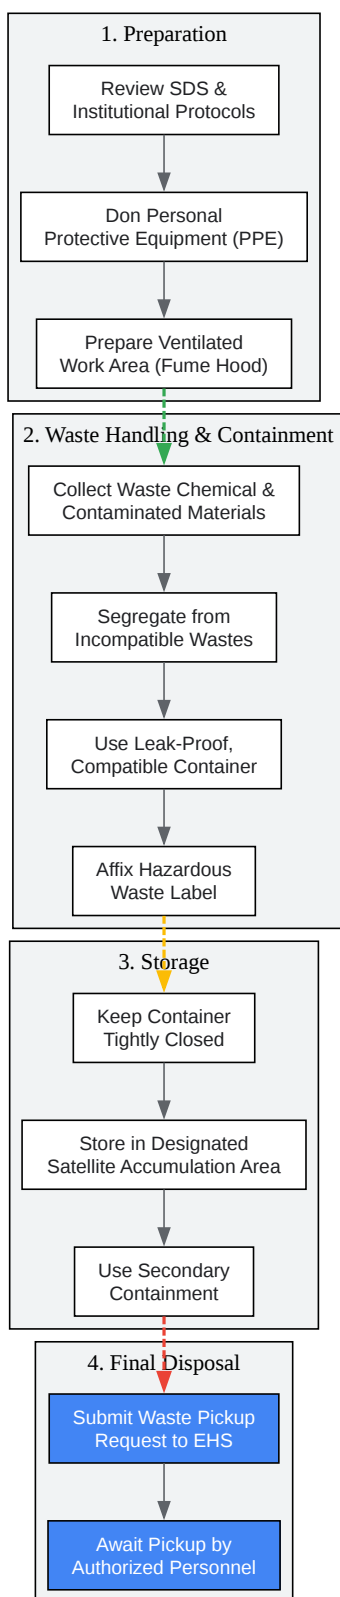 1. Preparation
Review SDS &
Institutional Protocols
Don Personal
Protective Equipment (PPE)
Prepare Ventilated
Work Area (Fume Hood)
2. Waste Handling & Containment
Collect Waste Chemical &
Contaminated Materials
Segregate from
Incompatible Wastes
Use Leak-Proof,
Compatible Container
Affix Hazardous
Waste Label
3. Storage
Keep Container
Tightly Closed
Store in Designated
Satellite Accumulation Area
Use Secondary
Containment
4. Final Disposal
Submit Waste Pickup
Request to EHS
Await Pickup by
Authorized Personnel